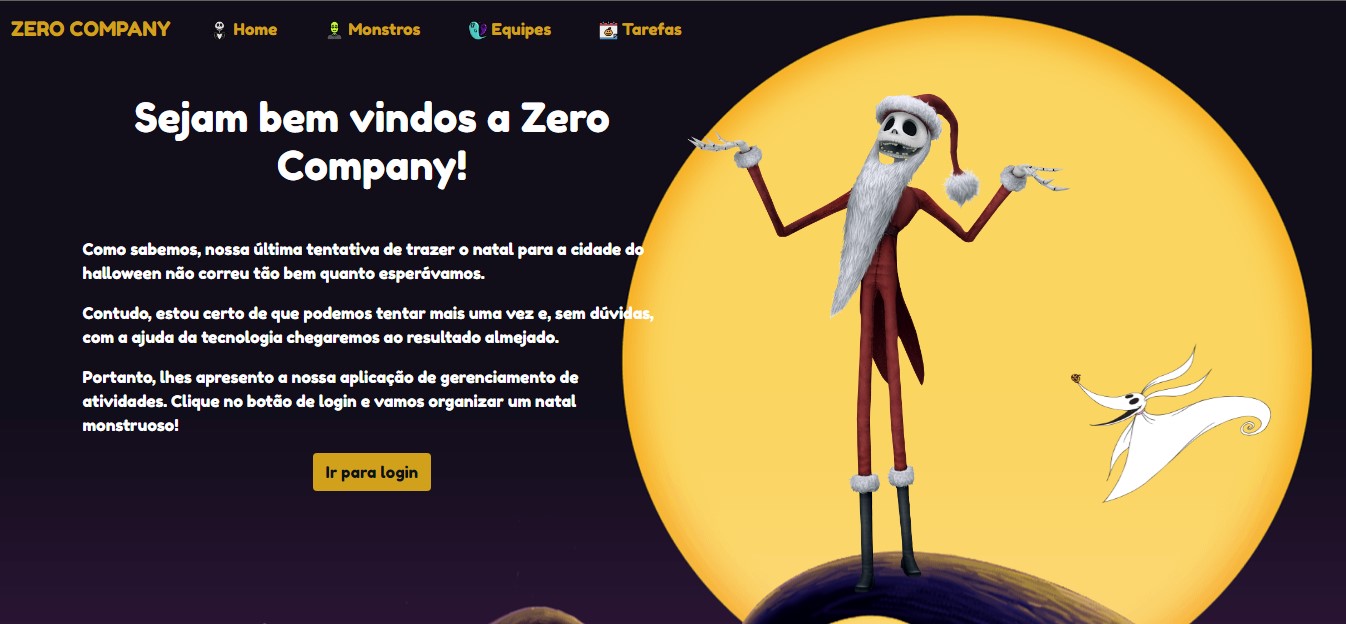 ZERO COMPANY Home Monstros Equipes Tarefas
Sejam bem vindos a Zero
Company!
Como sabemos, nossa última tentativa de trazer o natal para a cidade do
halloween não correu tão bem quanto esperávamos.
Contudo, estou certo de que podemos tentar mais uma vez e, sem dúvidas,
com a ajuda da tecnologia chegaremos ao resultado almejado.
Portanto, lhes apresento a nossa aplicação de gerenciamento de
atividades. Clique no botão de login e vamos organizar um natal
monstruoso!
Ir para login